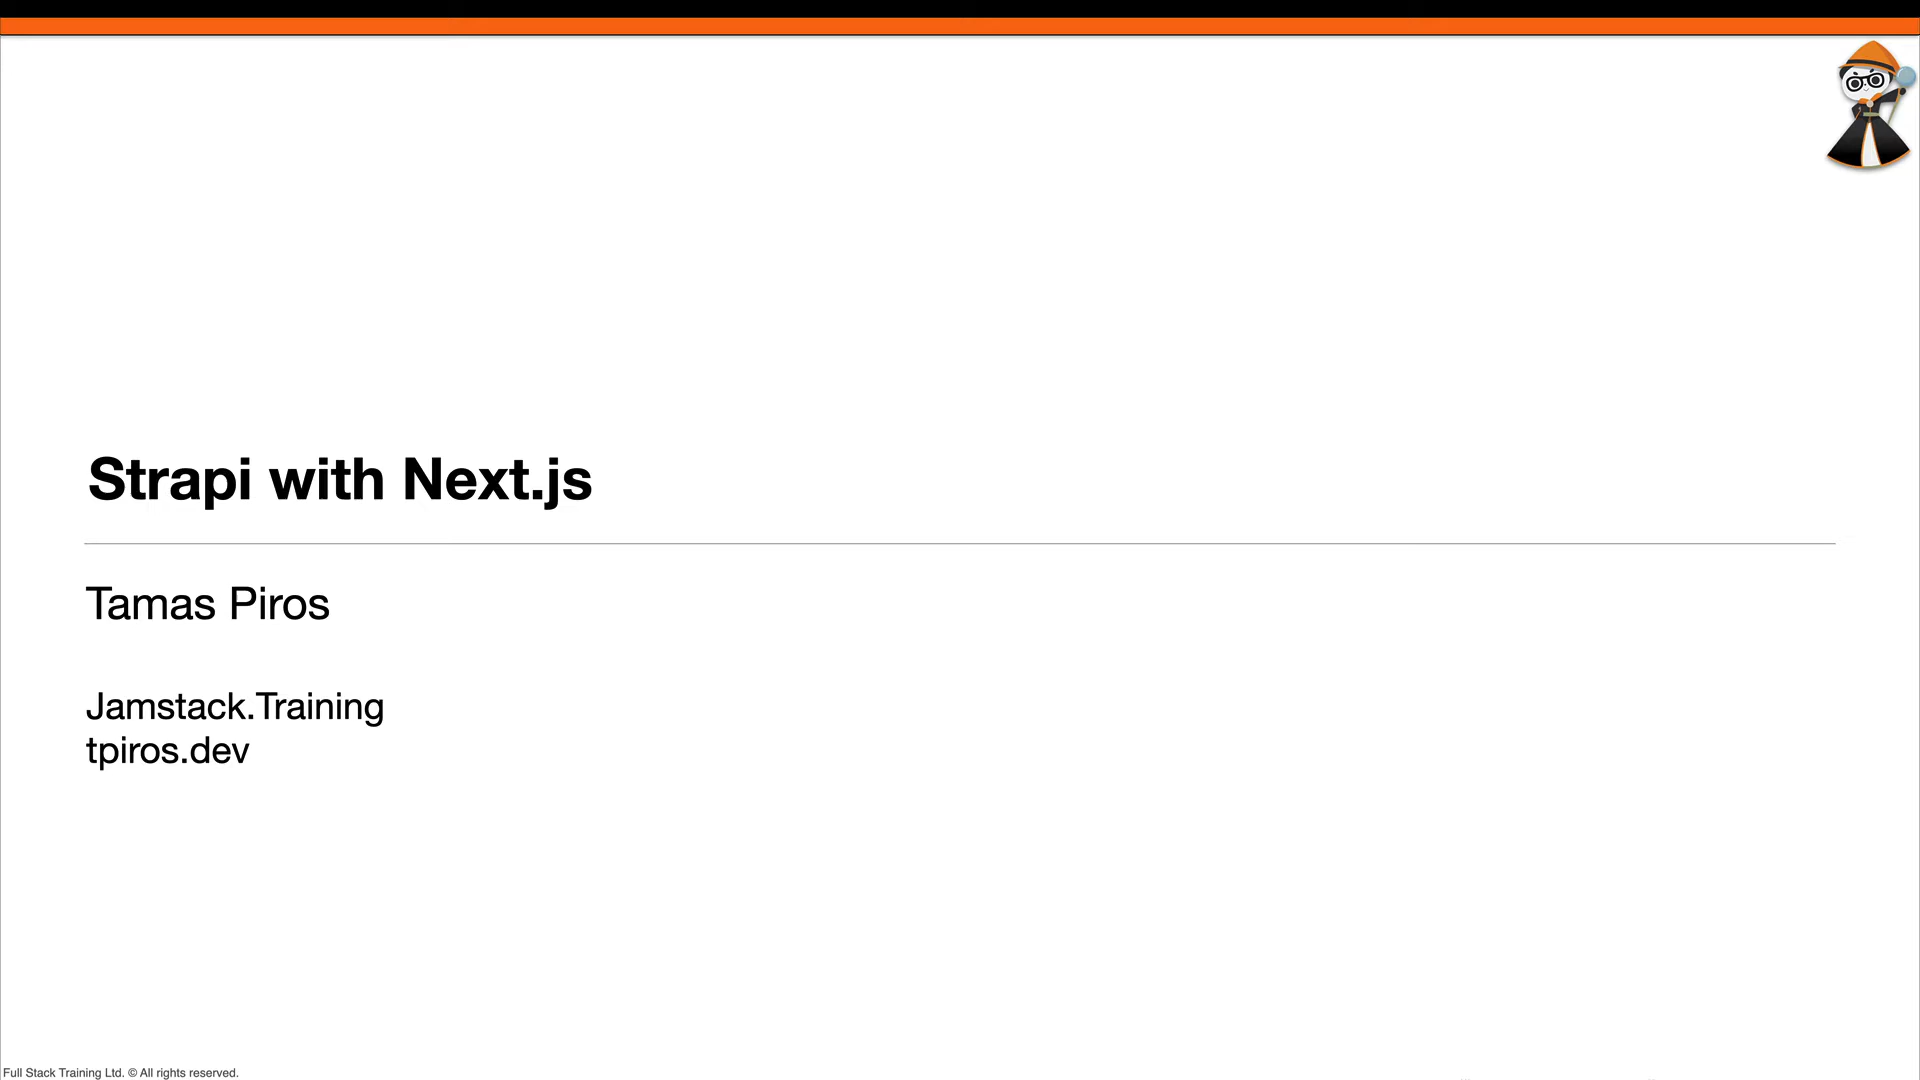 Strapi with Next.js
Tamas Piros
Jamstack.Training
tpiros.dev
Full Stack Training Ltd. © All rights reserved.